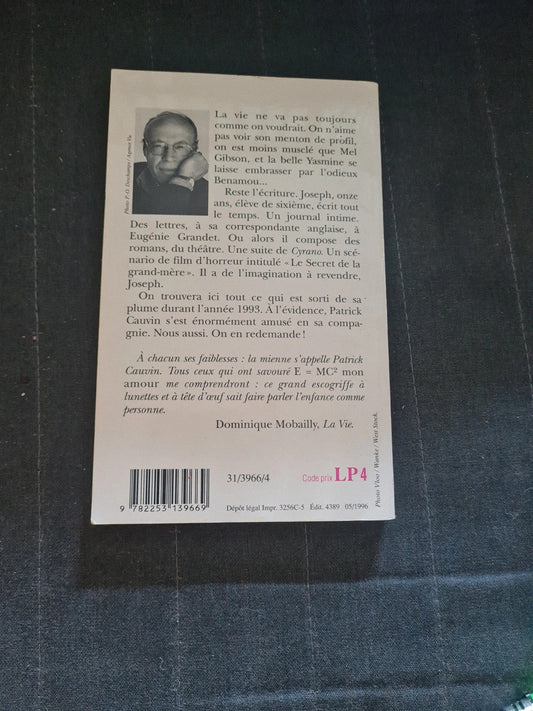 La vie ne va pas toujours
comme on voudrait. On n'aime
pas voir son menton de profil,
on est moins musclé que Mel
Gibson, et la belle Yasmine se
laisse embrasser par l'odieux
Benamou...
Reste l'écriture. Joseph, onze
ans, élève de sixième, écrit tout
le temps. Un journal intime.
Des lettres, à sa correspondante anglaise, à
Eugénie Grandet. Ou alors il compose des
romans, du théâtre. Une suite de Cyrano. Un scé-
nario de film d'horreur intitulé « Le Secret de la
grand-mère ». Il a de l'imagination à revendre,
Joseph.
On trouvera ici tout ce qui est sorti de sa
plume durant l'année 1993. À l'évidence, Patrick
Cauvin s'est énormément amusé en sa compa-
gnie. Nous aussi. On en redemande !
À chacun ses faiblesses : la mienne s'appelle Patrick
Cauvin. Tous ceux qui ont savouré E = MC² mon
amour me comprendront : ce grand escogriffe à
lunettes et à tête d'œuf sait faire parler l'enfance comme
personne.
Dominique Mobailly, La Vie.
31/3966/4
Code prix LP4
9 782253 139669
Dépôt légal Impr. 3256C-5 Édit. 4389 05/1996